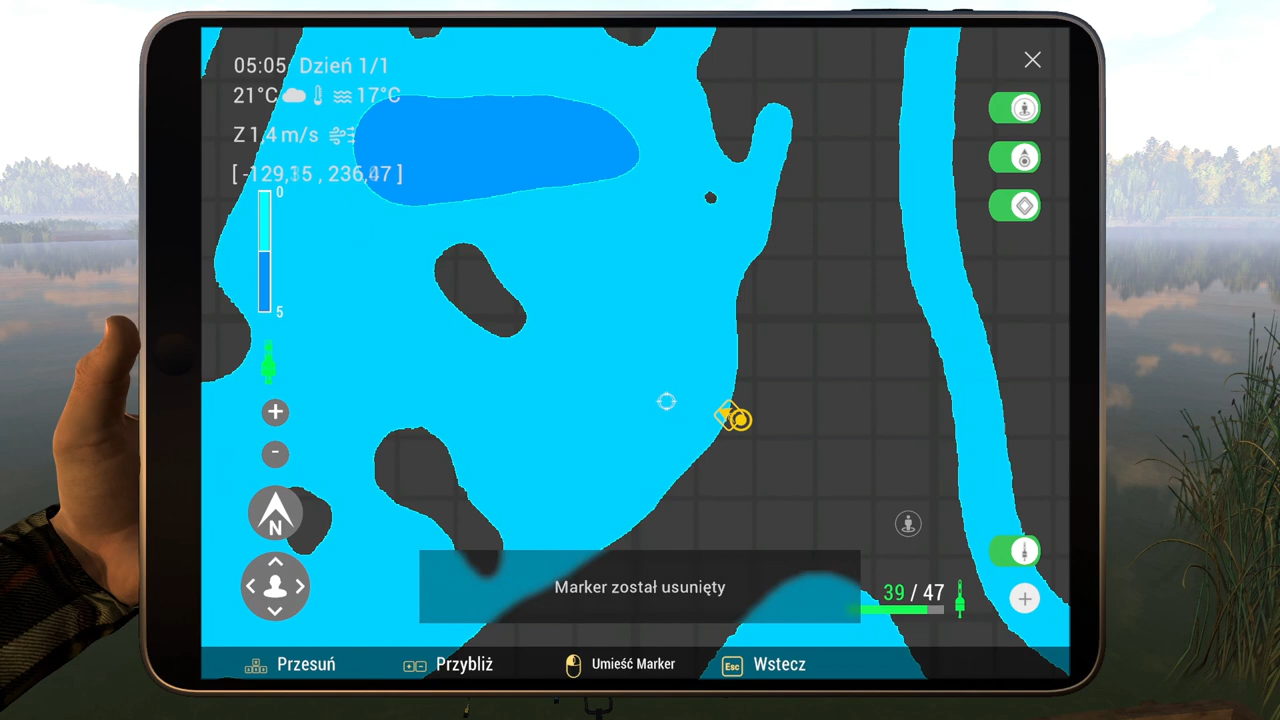 05:05 Dzień 1/1
21°C 17°C
Z 1,4 m/s
[ -129,15 , 236,47 ]
0
5
+
-
N
Marker został usunięty
39 / 47
Przesuń
Przybliż
Umieść Marker
Esc Wstecz